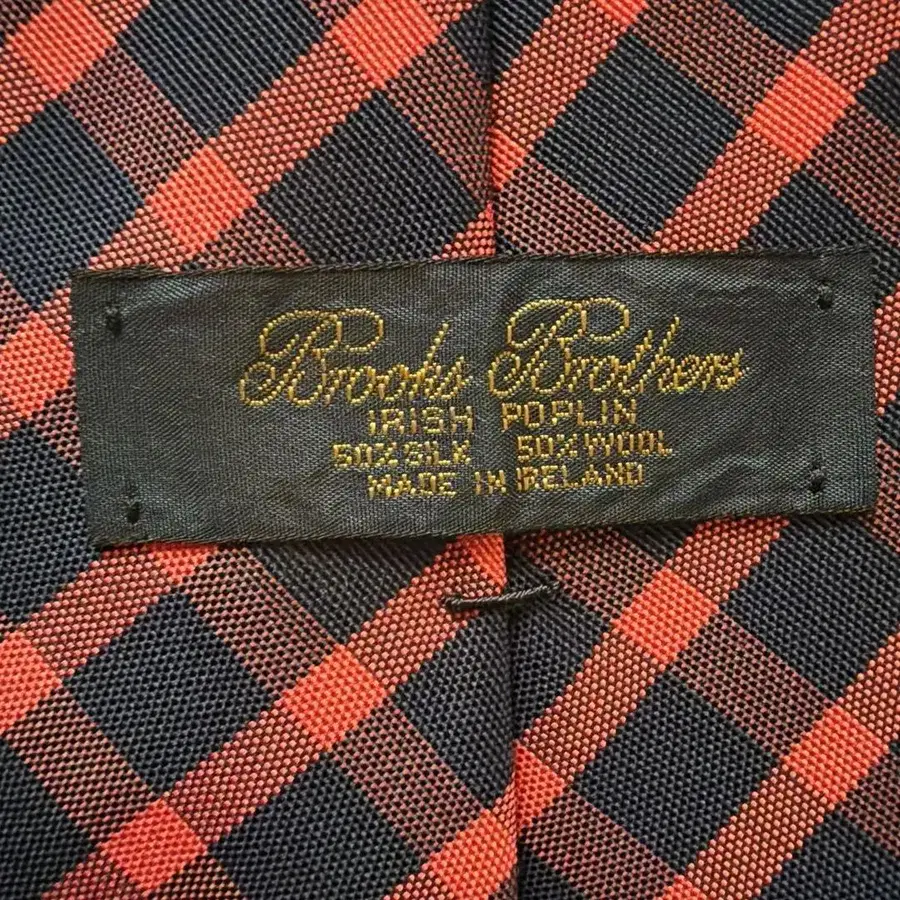 Brooks Brothers
IRISH POPLIN
50% SILK 50% WOOL
MADE IN IRELAND